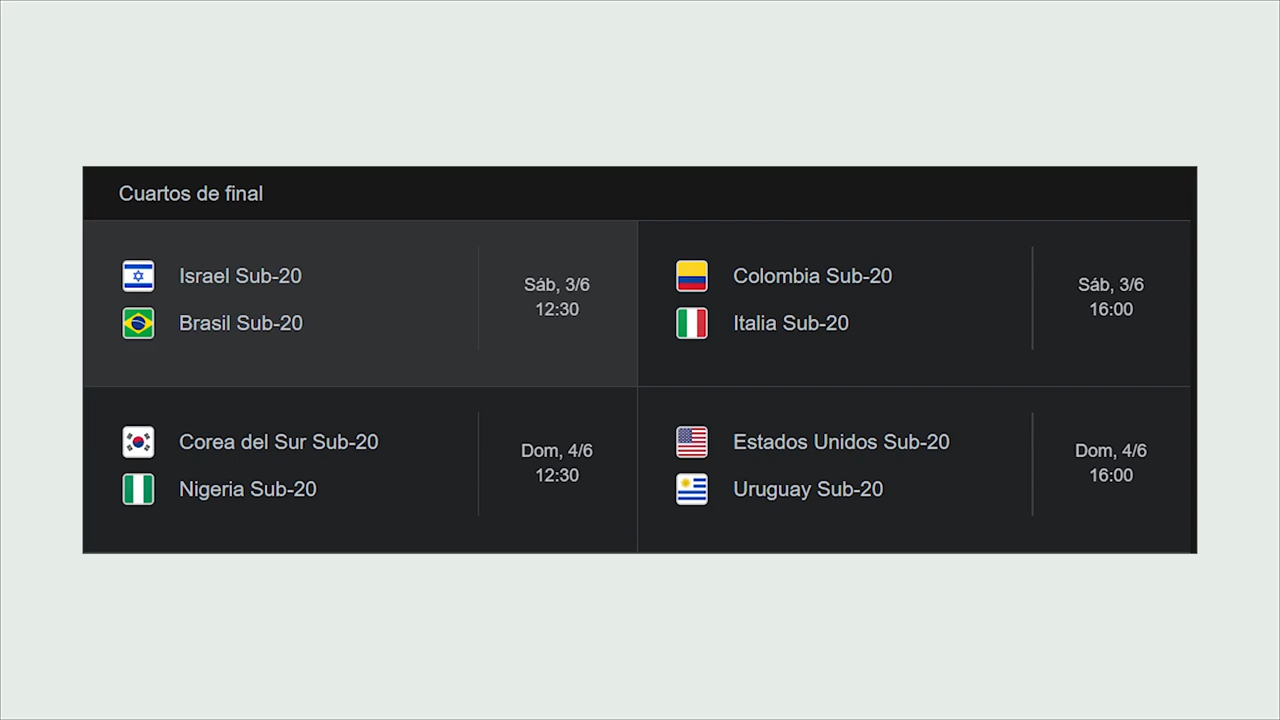 Cuartos de final
Israel Sub-20
Brasil Sub-20
Sáb, 3/6
12:30
Colombia Sub-20
Italia Sub-20
Sáb, 3/6
16:00
Corea del Sur Sub-20
Nigeria Sub-20
Dom, 4/6
12:30
Estados Unidos Sub-20
Uruguay Sub-20
Dom, 4/6
16:00